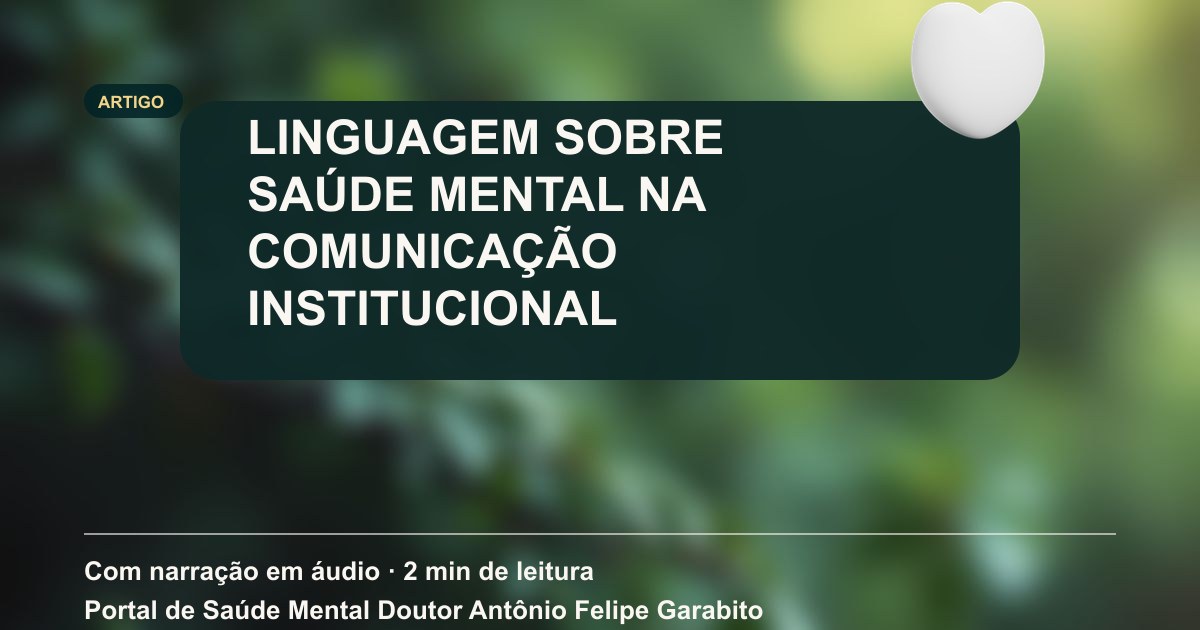 ARTIGO
LINGUAGEM SOBRE
SAÚDE MENTAL NA
COMUNICAÇÃO
INSTITUCIONAL
Com narração em áudio · 2 min de leitura
Portal de Saúde Mental Doutor Antônio Felipe Garabito